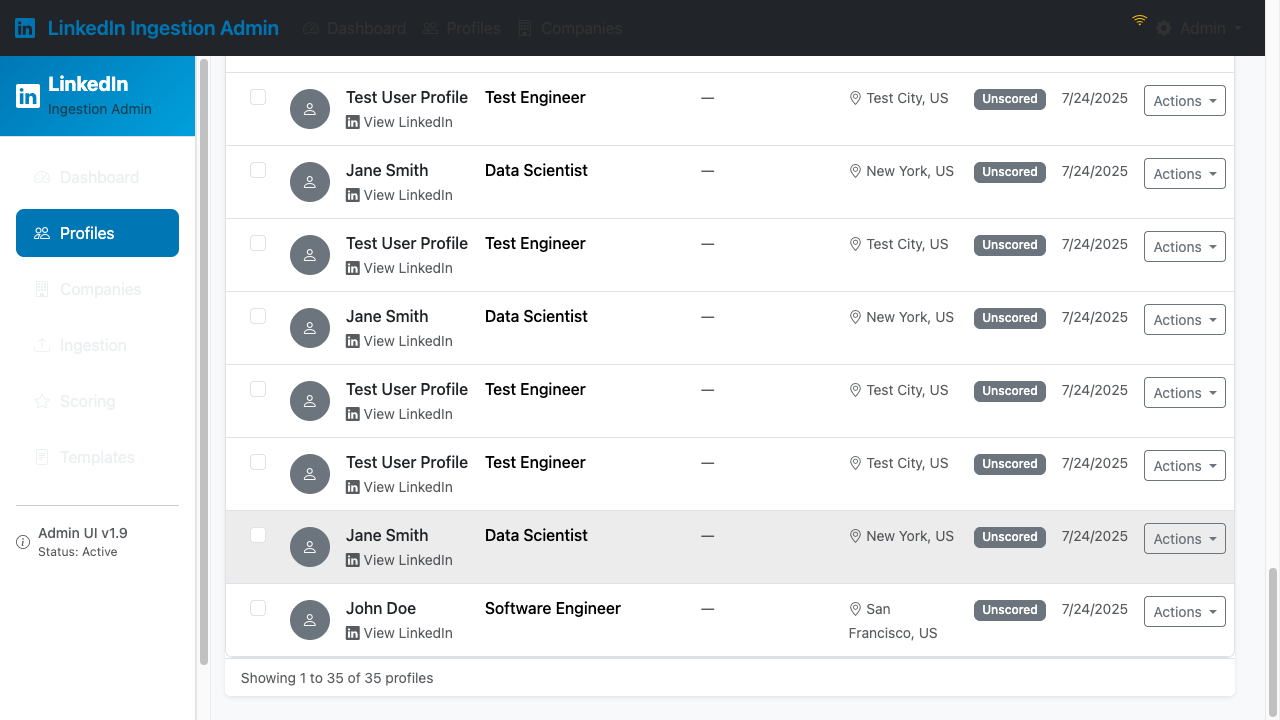 LinkedIn Ingestion Admin Dashboard Profiles Companies Admin
LinkedIn
Ingestion Admin
Dashboard
Profiles
Companies
Ingestion
Scoring
Templates
Admin UI v1.9
Status: Active
Test User Profile Test Engineer — Test City, US Unscored 7/24/2025 Actions
View LinkedIn
Jane Smith Data Scientist — New York, US Unscored 7/24/2025 Actions
View LinkedIn
Test User Profile Test Engineer — Test City, US Unscored 7/24/2025 Actions
View LinkedIn
Jane Smith Data Scientist — New York, US Unscored 7/24/2025 Actions
View LinkedIn
Test User Profile Test Engineer — Test City, US Unscored 7/24/2025 Actions
View LinkedIn
Test User Profile Test Engineer — Test City, US Unscored 7/24/2025 Actions
View LinkedIn
Jane Smith Data Scientist — New York, US Unscored 7/24/2025 Actions
View LinkedIn
John Doe Software Engineer — San Unscored 7/24/2025 Actions
View LinkedIn Francisco, US
Showing 1 to 35 of 35 profiles